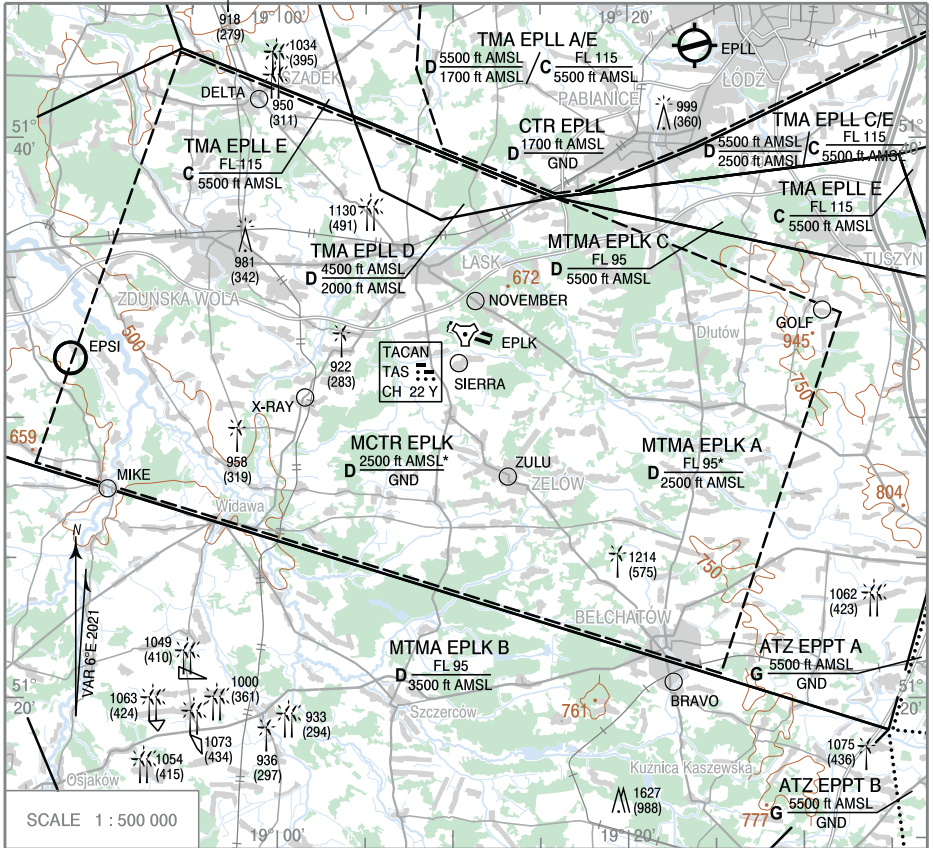 918
(279)
19° 00'
19° 20'
1034
(395)
SZADEK
DELTA
950
(311)
TMA EPLL A/E
D 5500 ft AMSL / C FL 115
1700 ft AMSL 5500 ft AMSL
EPLL
ŁÓDŹ
PABIANICE
999
(360)
51°
40'
51°
40'
TMA EPLL E
C FL 115
5500 ft AMSL
CTR EPLL
D 1700 ft AMSL
GND
TMA EPLL C/E
D 5500 ft AMSL / C FL 115
2500 ft AMSL 5500 ft AMSL
TMA EPLL E
C FL 115
5500 ft AMSL
1130
(491)
981
(342)
TMA EPLL D
D 4500 ft AMSL
2000 ft AMSL
ŁASK
MTMA EPLK C
D FL 95
5500 ft AMSL
TUSZYN
672
ZDUŃSKA WOLA
NOVEMBER
GOLF
945
500
EPSI
922
(283)
TACAN
TAS
CH 22 Y
EPLK
SIERRA
Dłutów
750
X-RAY
659
958
(319)
MCTR EPLK
D 2500 ft AMSL*
GND
MTMA EPLK A
D FL 95*
2500 ft AMSL
ZULU
ZELÓW
MIKE
804
Widawa
N
VAR 6°E 2021
1214
(575)
750
1062
(423)
BEŁCHATÓW
1049
(410)
MTMA EPLK B
D FL 95
3500 ft AMSL
ATZ EPPT A
G 5500 ft AMSL
GND
1063
(424)
1000
(361)
BRAVO
51°
20'
51°
20'
933
(294)
Szczerców
761
1073
(434)
936
(297)
1054
(415)
1075
(436)
Osjaków
Kuźnica Kaszewska
1627
(988)
777
ATZ EPPT B
G 5500 ft AMSL
GND
SCALE 1 : 500 000
19° 00'
19° 20'